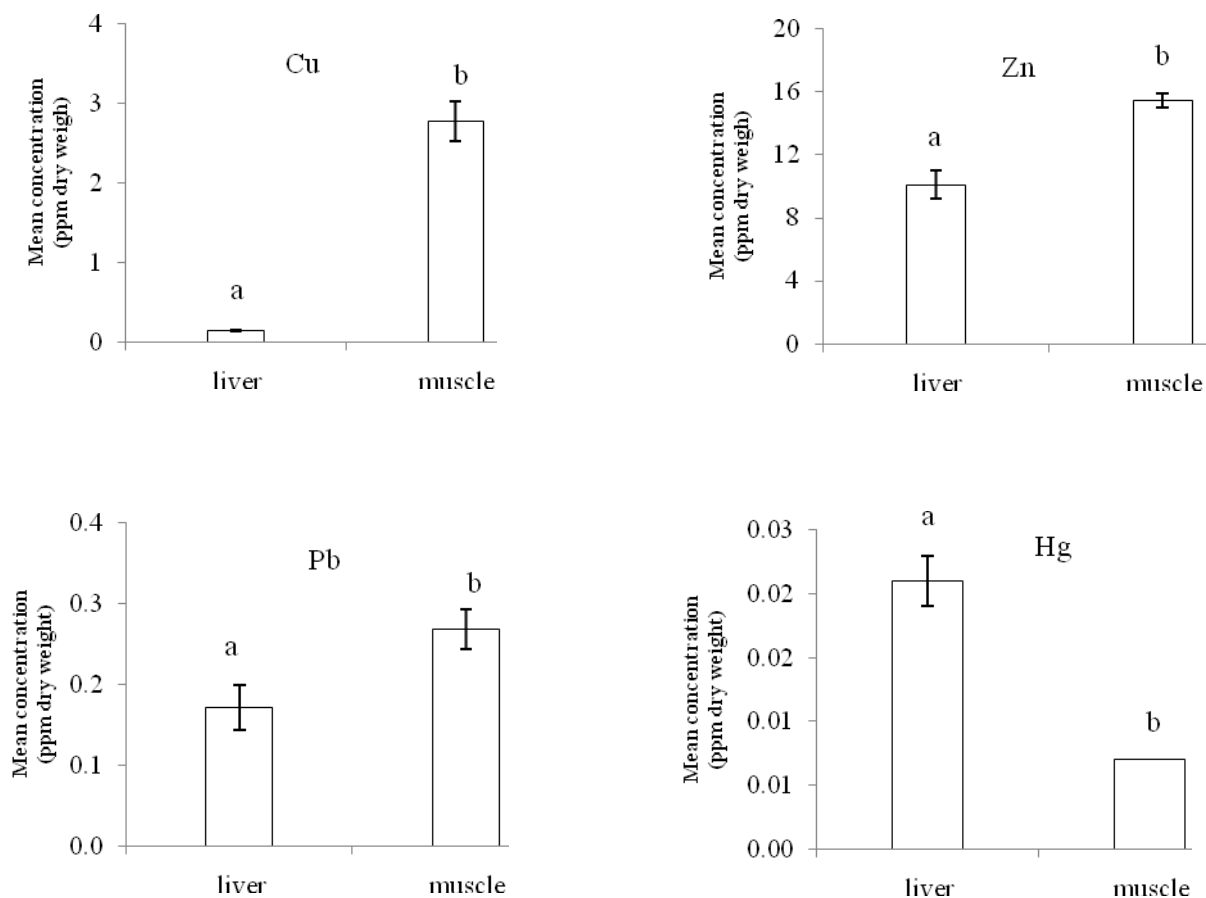 Mean concentration
(ppm dry weigh)
4
3
2
1
0
Cu
a
b
liver
muscle
Mean concentration
(ppm dry weigh)
20
16
12
8
4
0
Zn
a
b
liver
muscle
Mean concentration
(ppm dry weight)
0.4
0.3
0.2
0.1
0.0
Pb
a
b
liver
muscle
Mean concentration
(ppm dry weight)
0.03
0.02
0.02
0.01
0.01
0.00
Hg
a
b
liver
muscle